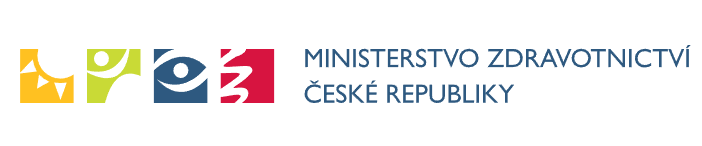 MINISTERSTVO ZDRAVOTNICTVÍ
ČESKÉ REPUBLIKY